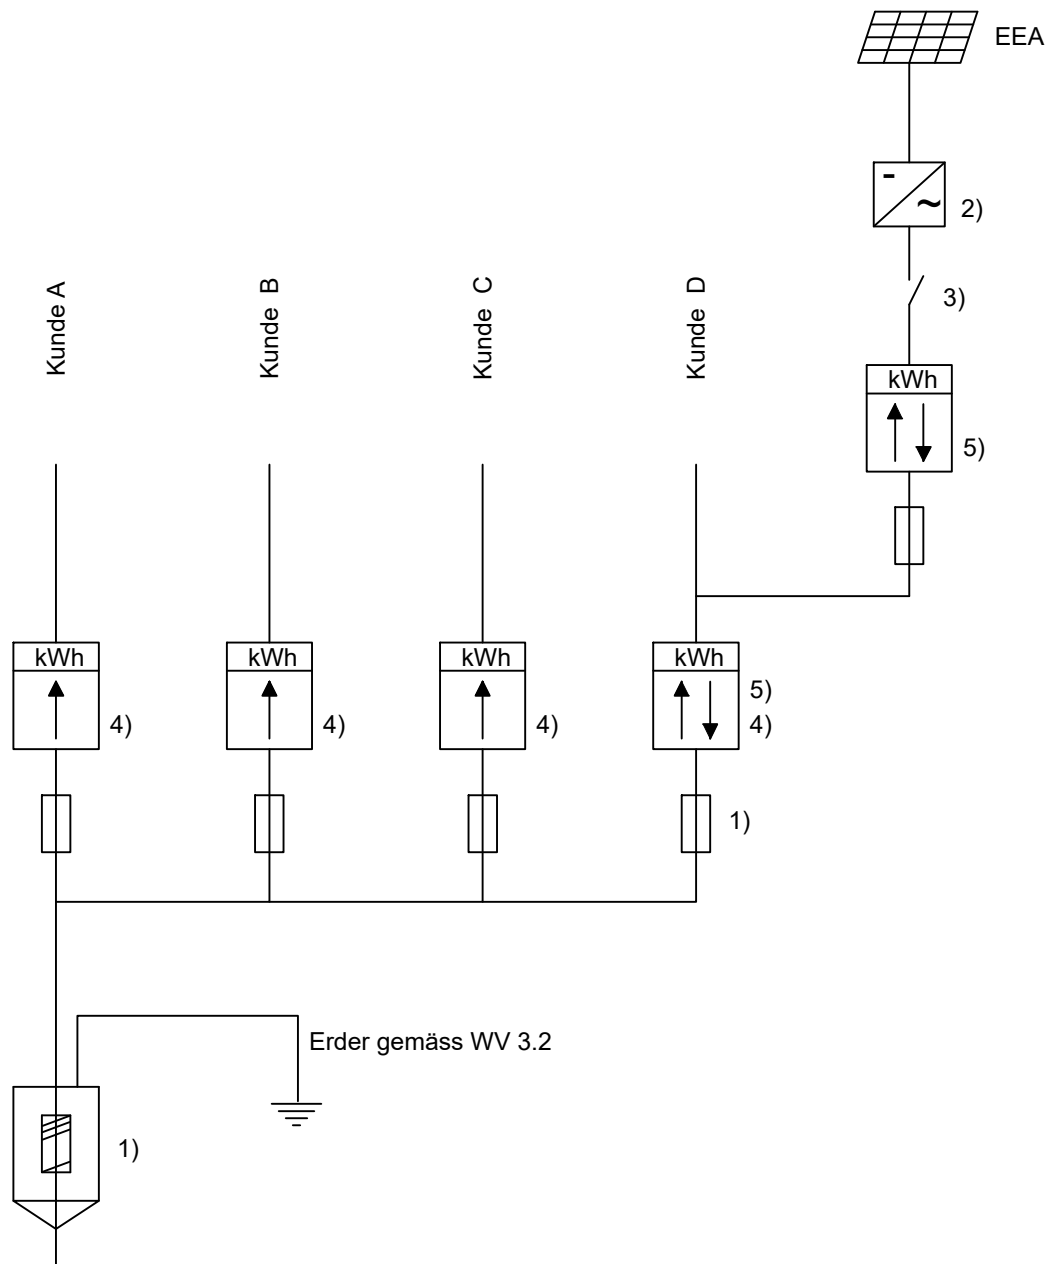 EEA
-
~
2)
3)
kWh
5)
Kunde A
Kunde B
Kunde C
Kunde D
kWh
4)
kWh
4)
kWh
4)
kWh
5)
4)
1)
Erder gemäss WV 3.2
1)